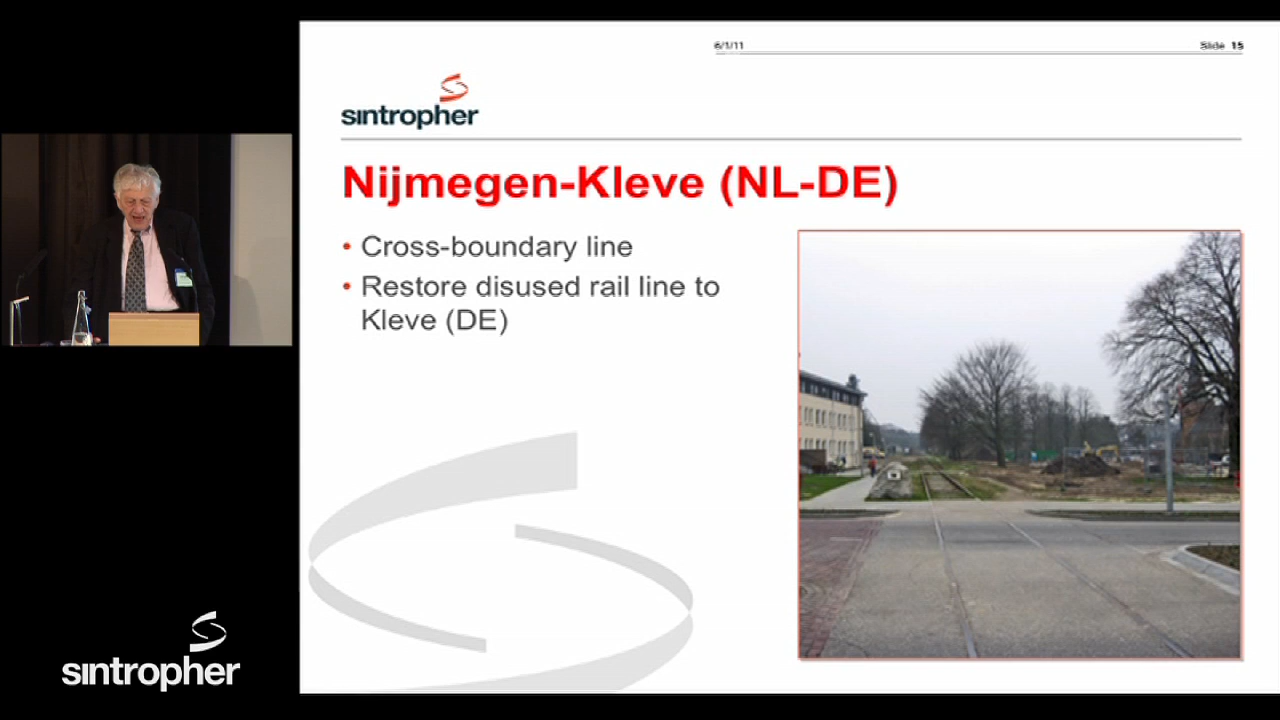 6/1/11
Slide 15
sintropher
Nijmegen-Kleve (NL-DE)
• Cross-boundary line
• Restore disused rail line to
Kleve (DE)
sintropher